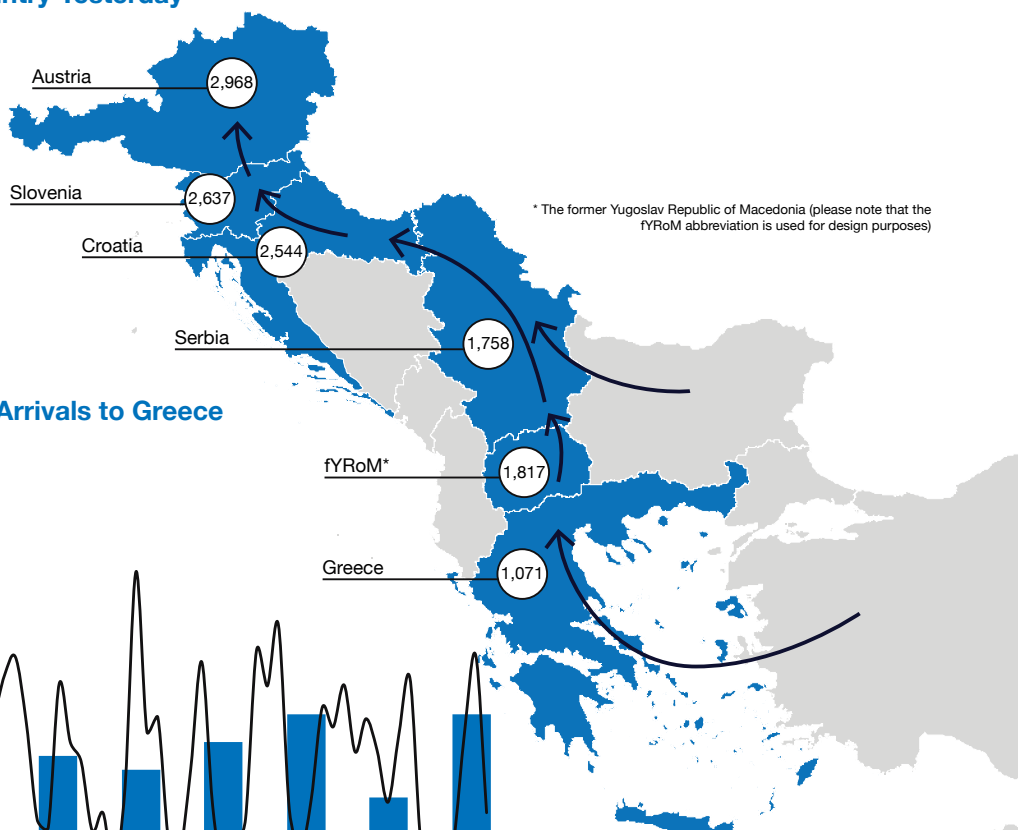 Yesterday
Austria
2,968
Slovenia
2,637
* The former Yugoslav Republic of Macedonia (please note that the
fYRoM abbreviation is used for design purposes)
Croatia
2,544
Serbia
1,758
Arrivals to Greece
fYRoM*
1,817
Greece
1,071